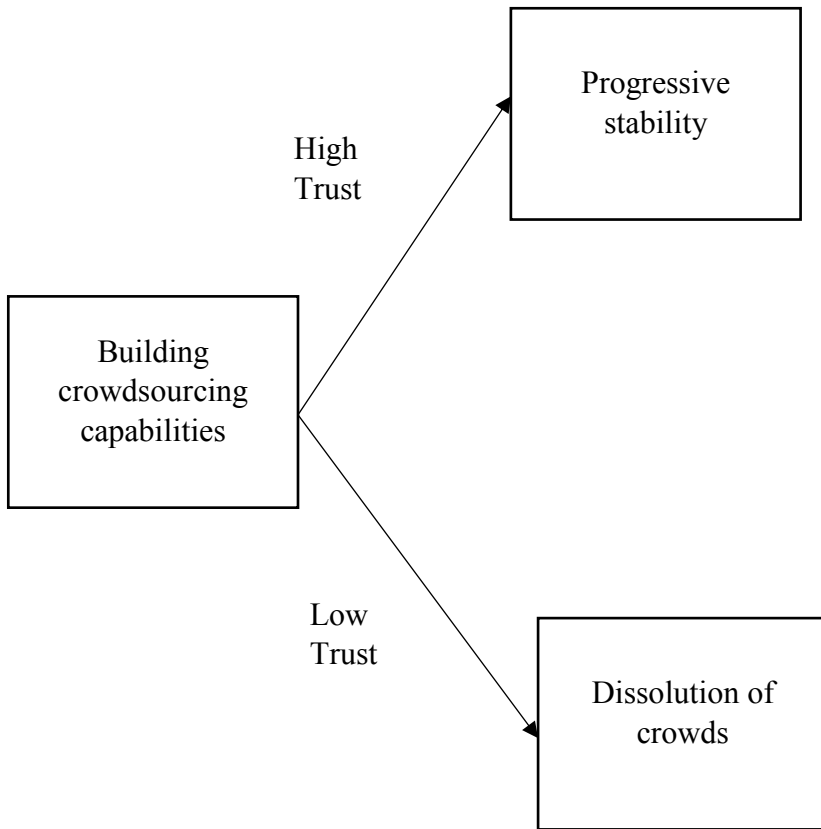 Progressive
stability
High
Trust
Building
crowdsourcing
capabilities
Low
Trust
Dissolution of
crowds